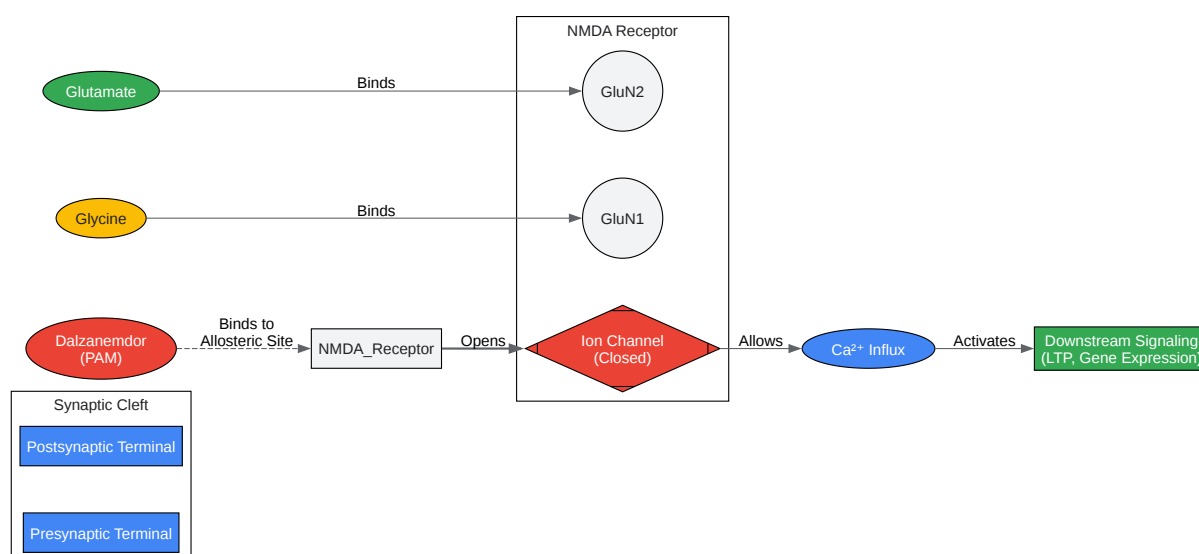 NMDA Receptor
Glutamate
Binds
GluN2
Glycine
Binds
GluN1
Dalzanemdor
(PAM)
Binds to
Allosteric Site
NMDA_Receptor
Opens
Ion Channel
(Closed)
Allows
Ca²⁺ Influx
Activates
Downstream Signaling
(LTP, Gene Expression)
Synaptic Cleft
Postsynaptic Terminal
Presynaptic Terminal